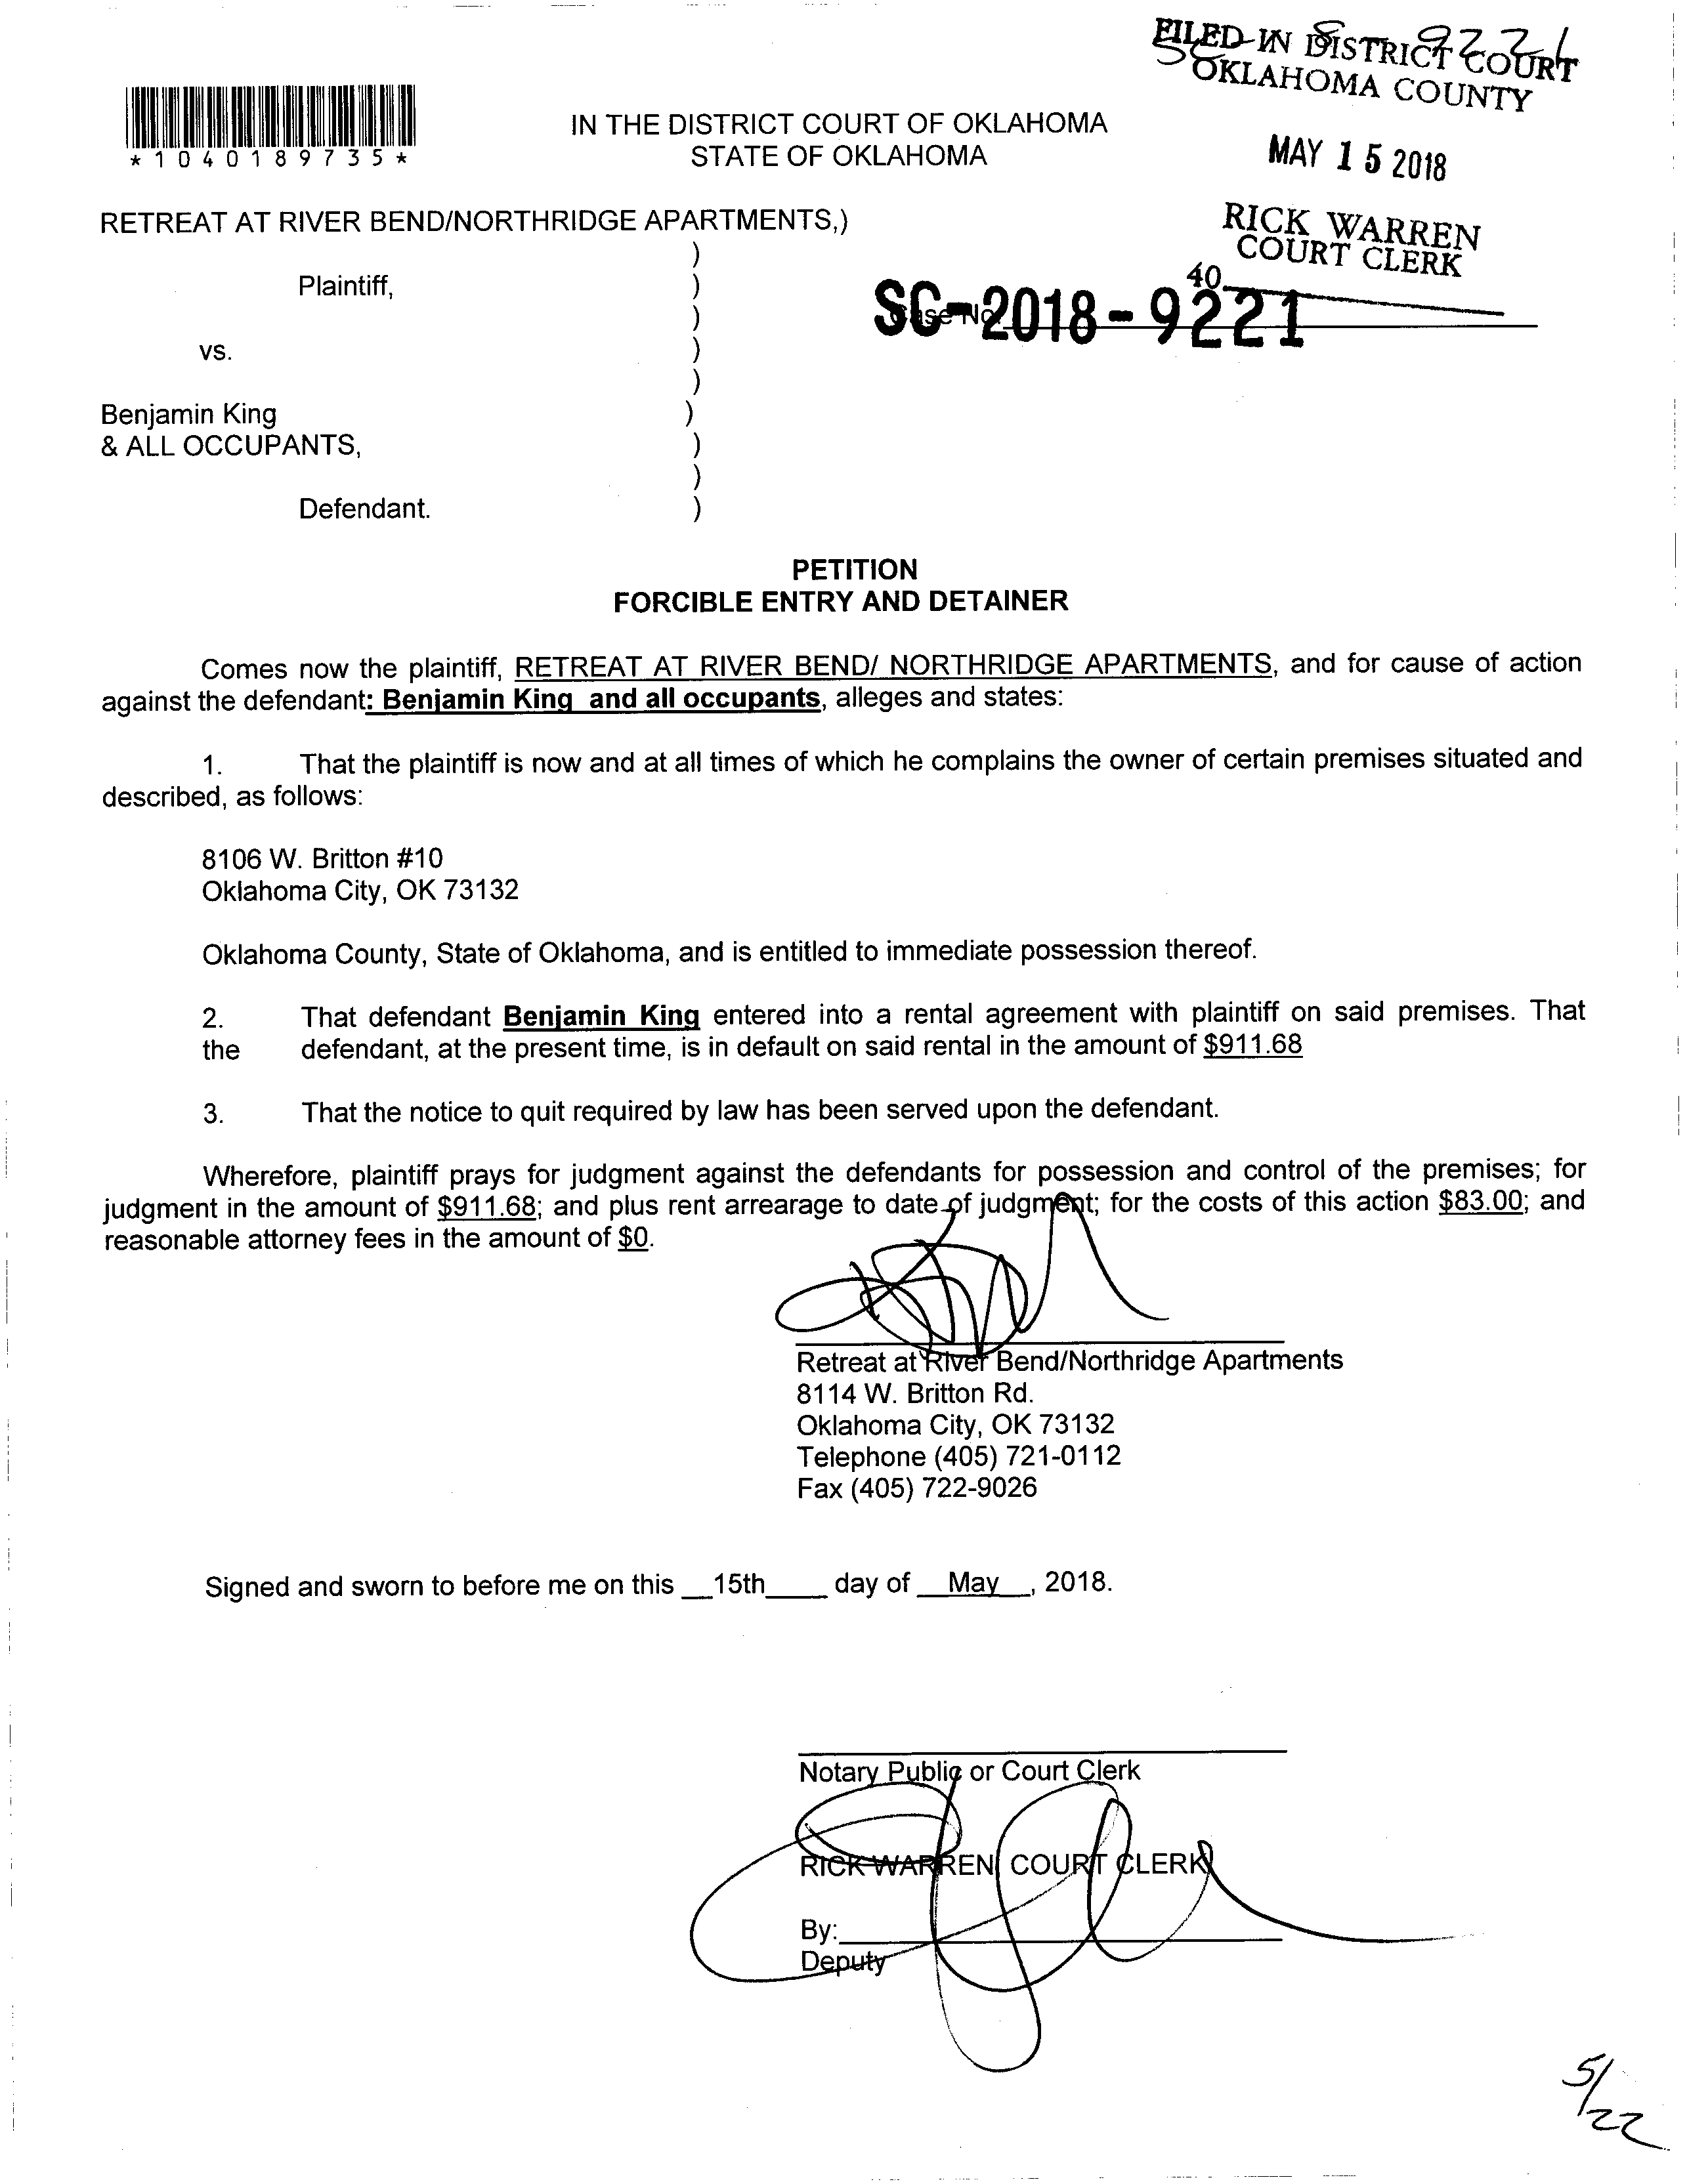 FILED IN DISTRICT COURT
OKLAHOMA COUNTY
MAY 15 2018
RICK WARREN
COURT CLERK
40
*1040189735*
IN THE DISTRICT COURT OF OKLAHOMA
STATE OF OKLAHOMA
RETREAT AT RIVER BEND/NORTHRIDGE APARTMENTS,)
)
Plaintiff, )
)
vs. )
)
Benjamin King )
& ALL OCCUPANTS, )
)
Defendant. )
Case No.
SC-2018-9221
PETITION
FORCIBLE ENTRY AND DETAINER
Comes now the plaintiff, RETREAT AT RIVER BEND/ NORTHRIDGE APARTMENTS, and for cause of action
against the defendant: Benjamin King and all occupants, alleges and states:
1. That the plaintiff is now and at all times of which he complains the owner of certain premises situated and
described, as follows:
8106 W. Britton #10
Oklahoma City, OK 73132
Oklahoma County, State of Oklahoma, and is entitled to immediate possession thereof.
2. That defendant Benjamin King entered into a rental agreement with plaintiff on said premises. That
the defendant, at the present time, is in default on said rental in the amount of $911.68
3. That the notice to quit required by law has been served upon the defendant.
Wherefore, plaintiff prays for judgment against the defendants for possession and control of the premises; for
judgment in the amount of $911.68; and plus rent arrearage to date of judgment; for the costs of this action $83.00; and
reasonable attorney fees in the amount of $0.
Retreat at River Bend/Northridge Apartments
8114 W. Britton Rd.
Oklahoma City, OK 73132
Telephone (405) 721-0112
Fax (405) 722-9026
Signed and sworn to before me on this __15th____ day of __May__, 2018.
Notary Public or Court Clerk
RICK WARREN, COURT CLERK
By:
Deputy
5/22